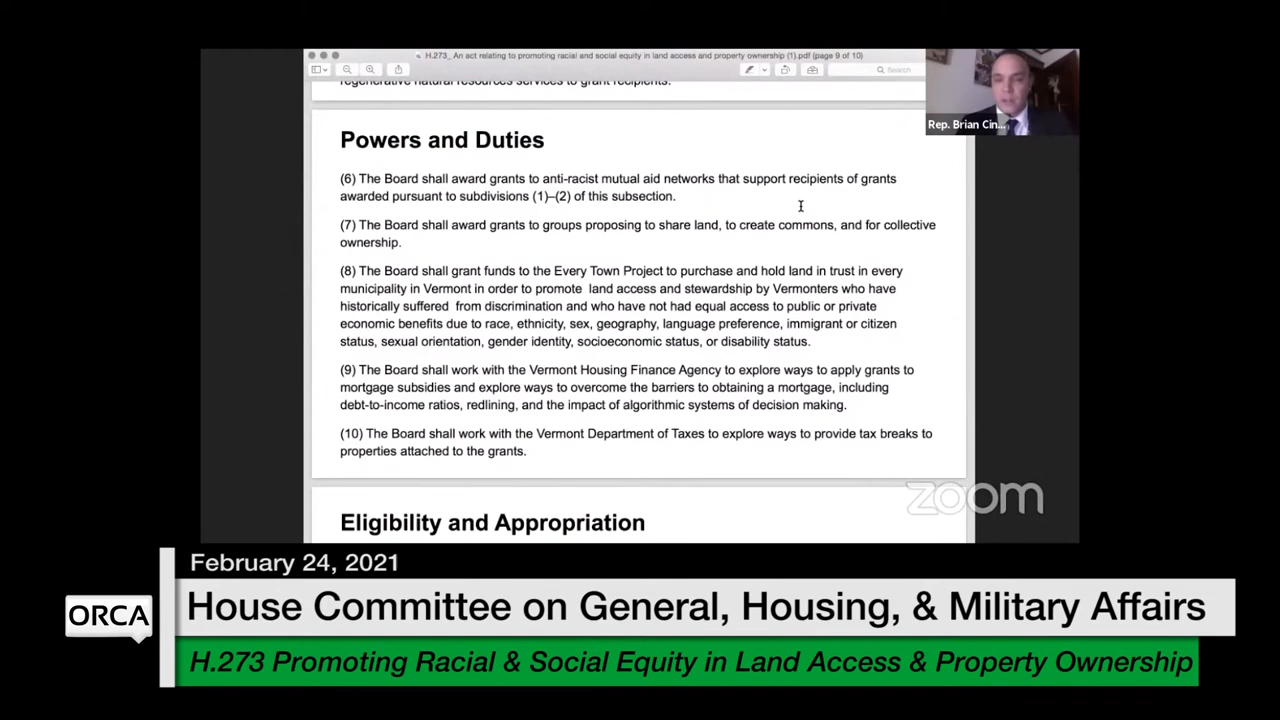 H.273_ An act relating to promoting racial and social equity in land access and property ownership (1).pdf (page 9 of 10)
Search
regenerative natural resources services to grant recipients.
Rep. Brian Cin...
Powers and Duties
(6) The Board shall award grants to anti-racist mutual aid networks that support recipients of grants
awarded pursuant to subdivisions (1)–(2) of this subsection.
(7) The Board shall award grants to groups proposing to share land, to create commons, and for collective
ownership.
(8) The Board shall grant funds to the Every Town Project to purchase and hold land in trust in every
municipality in Vermont in order to promote  land access and stewardship by Vermonters who have
historically suffered  from discrimination and who have not had equal access to public or private
economic benefits due to race, ethnicity, sex, geography, language preference, immigrant or citizen
status, sexual orientation, gender identity, socioeconomic status, or disability status.
(9) The Board shall work with the Vermont Housing Finance Agency to explore ways to apply grants to
mortgage subsidies and explore ways to overcome the barriers to obtaining a mortgage, including
debt-to-income ratios, redlining, and the impact of algorithmic systems of decision making.
(10) The Board shall work with the Vermont Department of Taxes to explore ways to provide tax breaks to
properties attached to the grants.
zoom
Eligibility and Appropriation
February 24, 2021
ORCA
House Committee on General, Housing, & Military Affairs
H.273 Promoting Racial & Social Equity in Land Access & Property Ownership